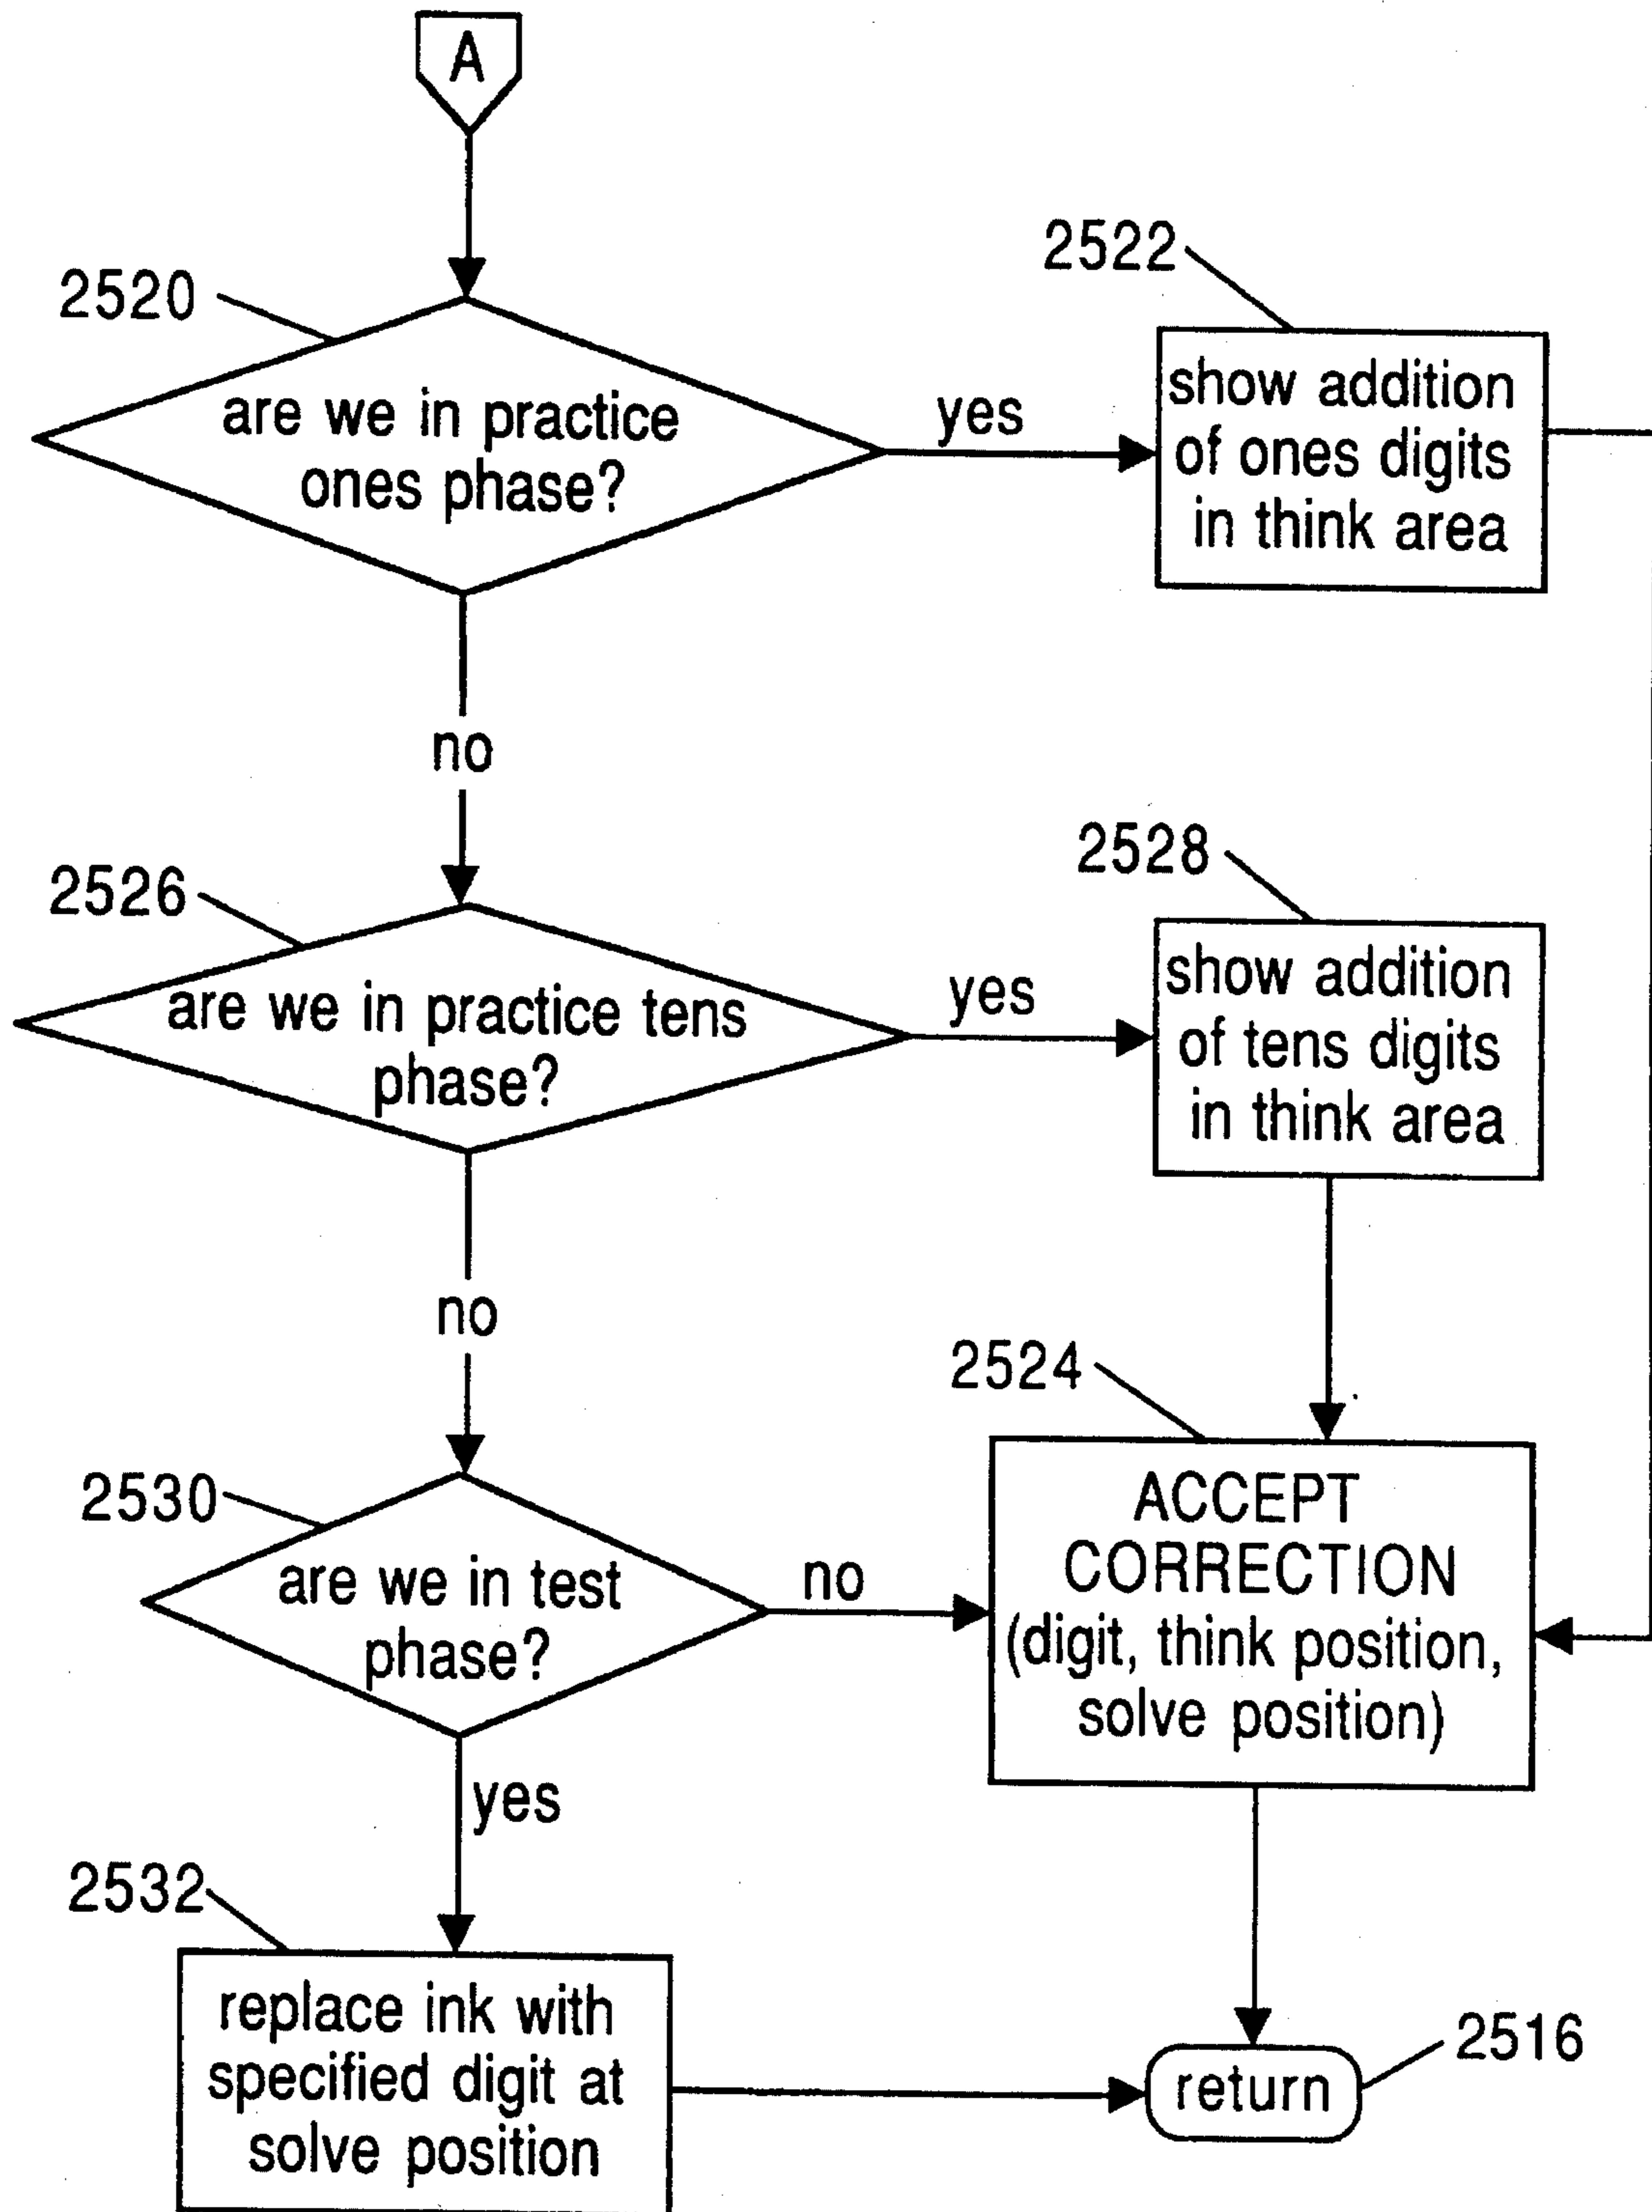 A
2520
are we in practice
ones phase?
yes
2522
show addition
of ones digits
in think area
no
2526
are we in practice tens
phase?
yes
2528
show addition
of tens digits
in think area
no
2530
are we in test
phase?
no
2524
ACCEPT
CORRECTION
(digit, think position,
solve position)
yes
2532
replace ink with
specified digit at
solve position
return
2516